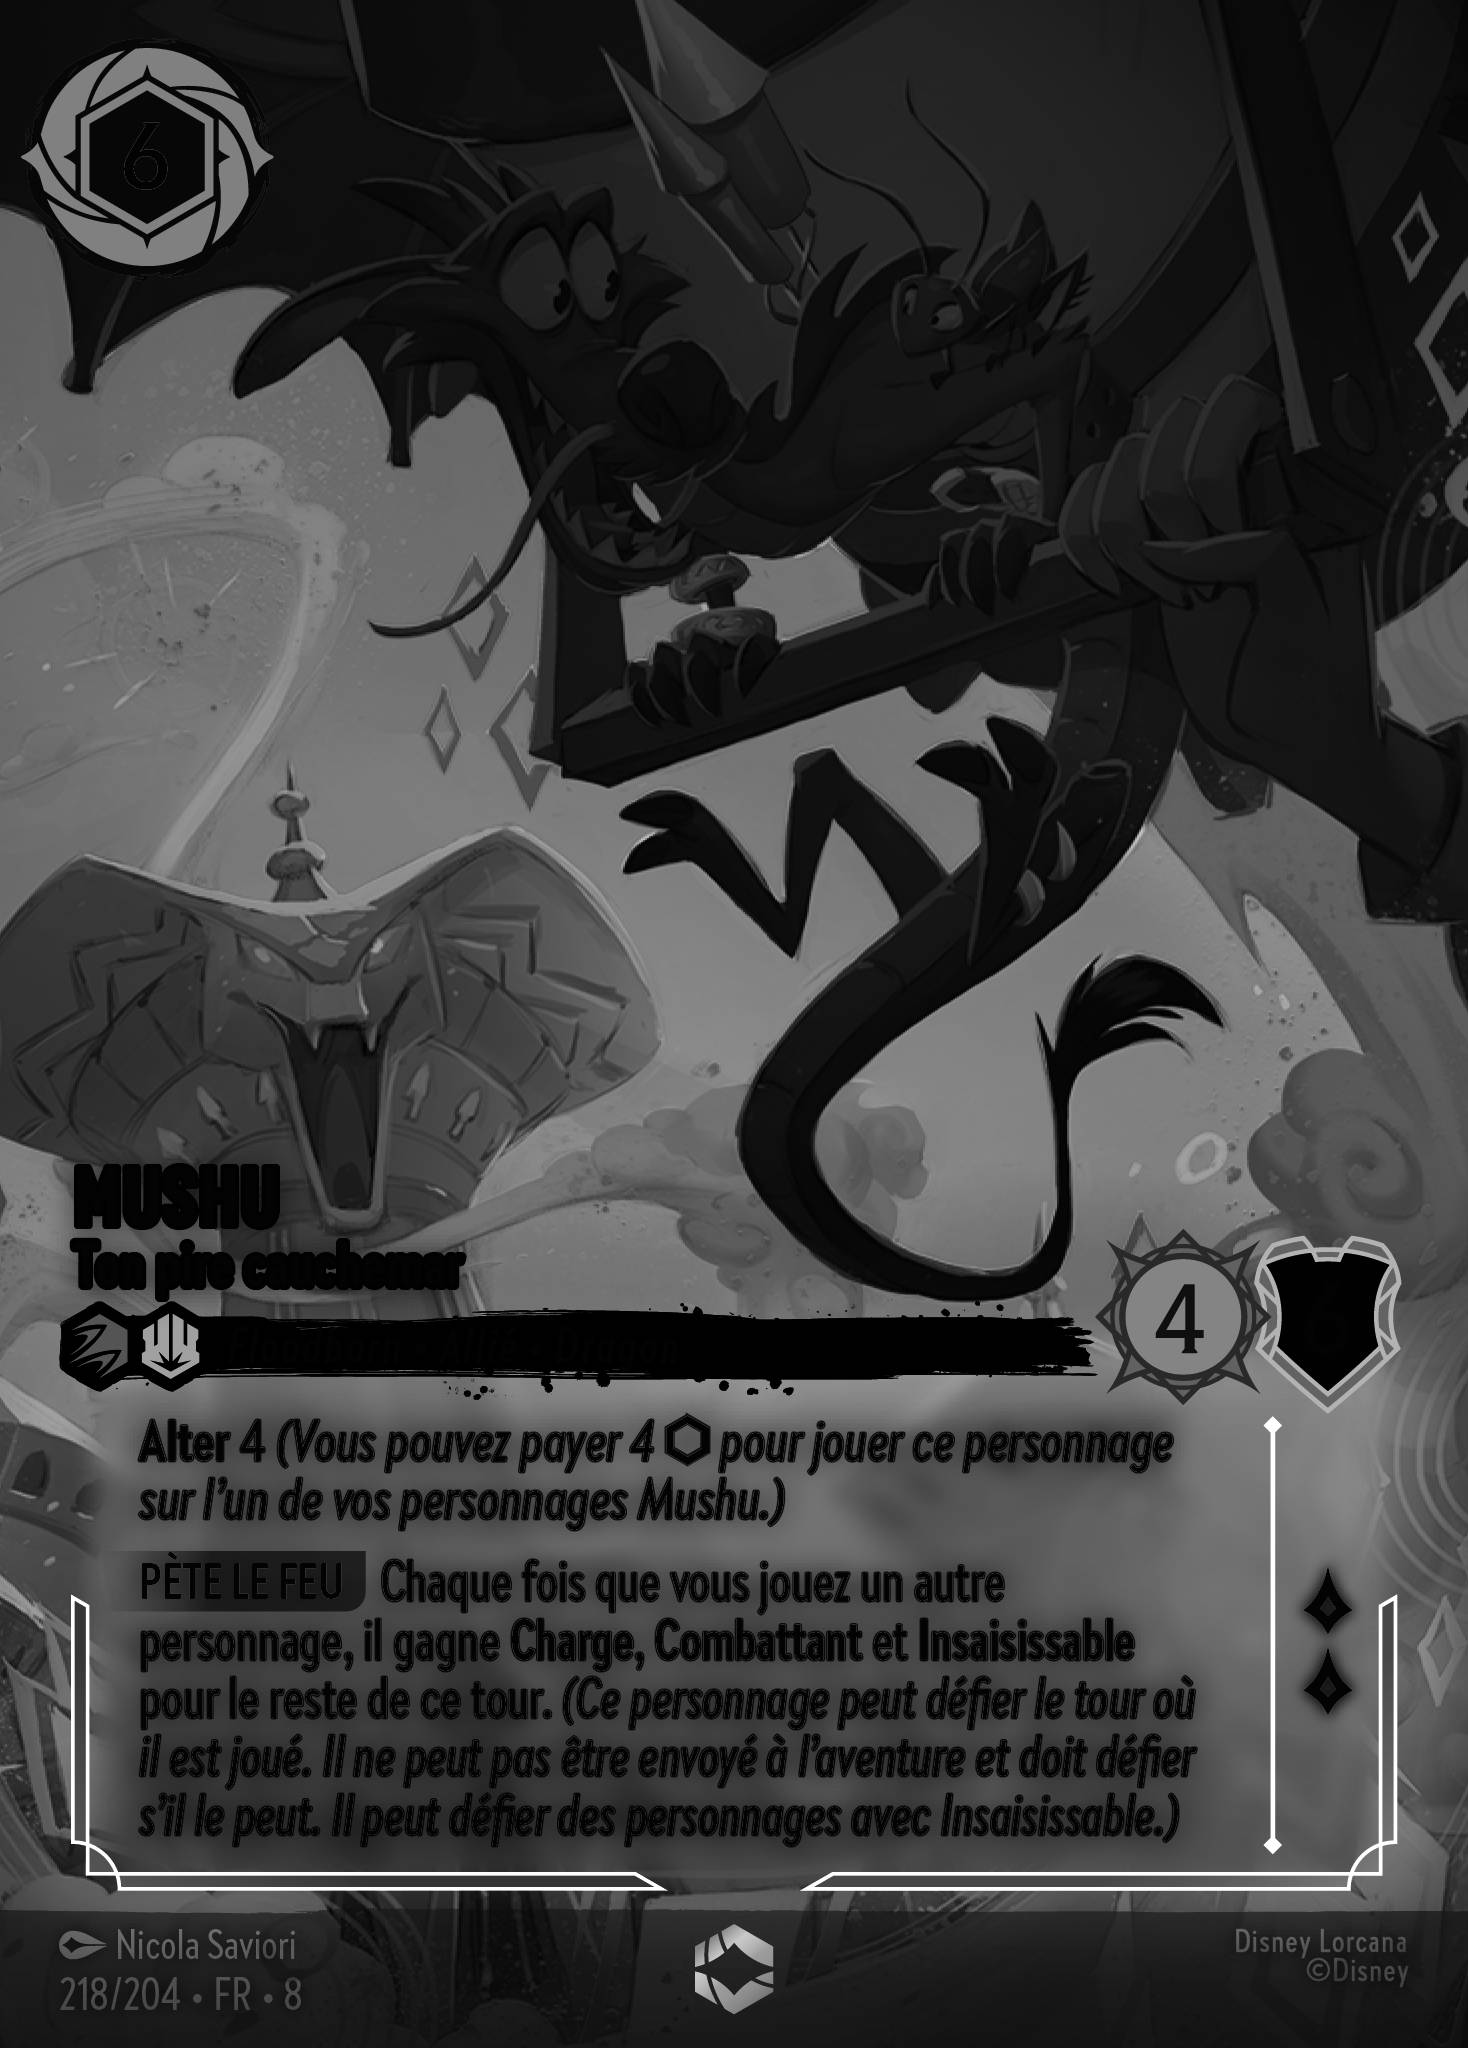 6
MUSHU
Ton pire cauchemar
Floodborn • Allié • Dragon
4
6
Alter 4 (Vous pouvez payer 4 ⬡ pour jouer ce personnage
sur l'un de vos personnages Mushu.)
PÈTE LE FEU Chaque fois que vous jouez un autre
personnage, il gagne Charge, Combattant et Insaisissable
pour le reste de ce tour. (Ce personnage peut défier le tour où
il est joué. Il ne peut pas être envoyé à l'aventure et doit défier
s'il le peut. Il peut défier des personnages avec Insaisissable.)
Nicola Saviori
218/204 • FR • 8
Disney Lorcana
©Disney